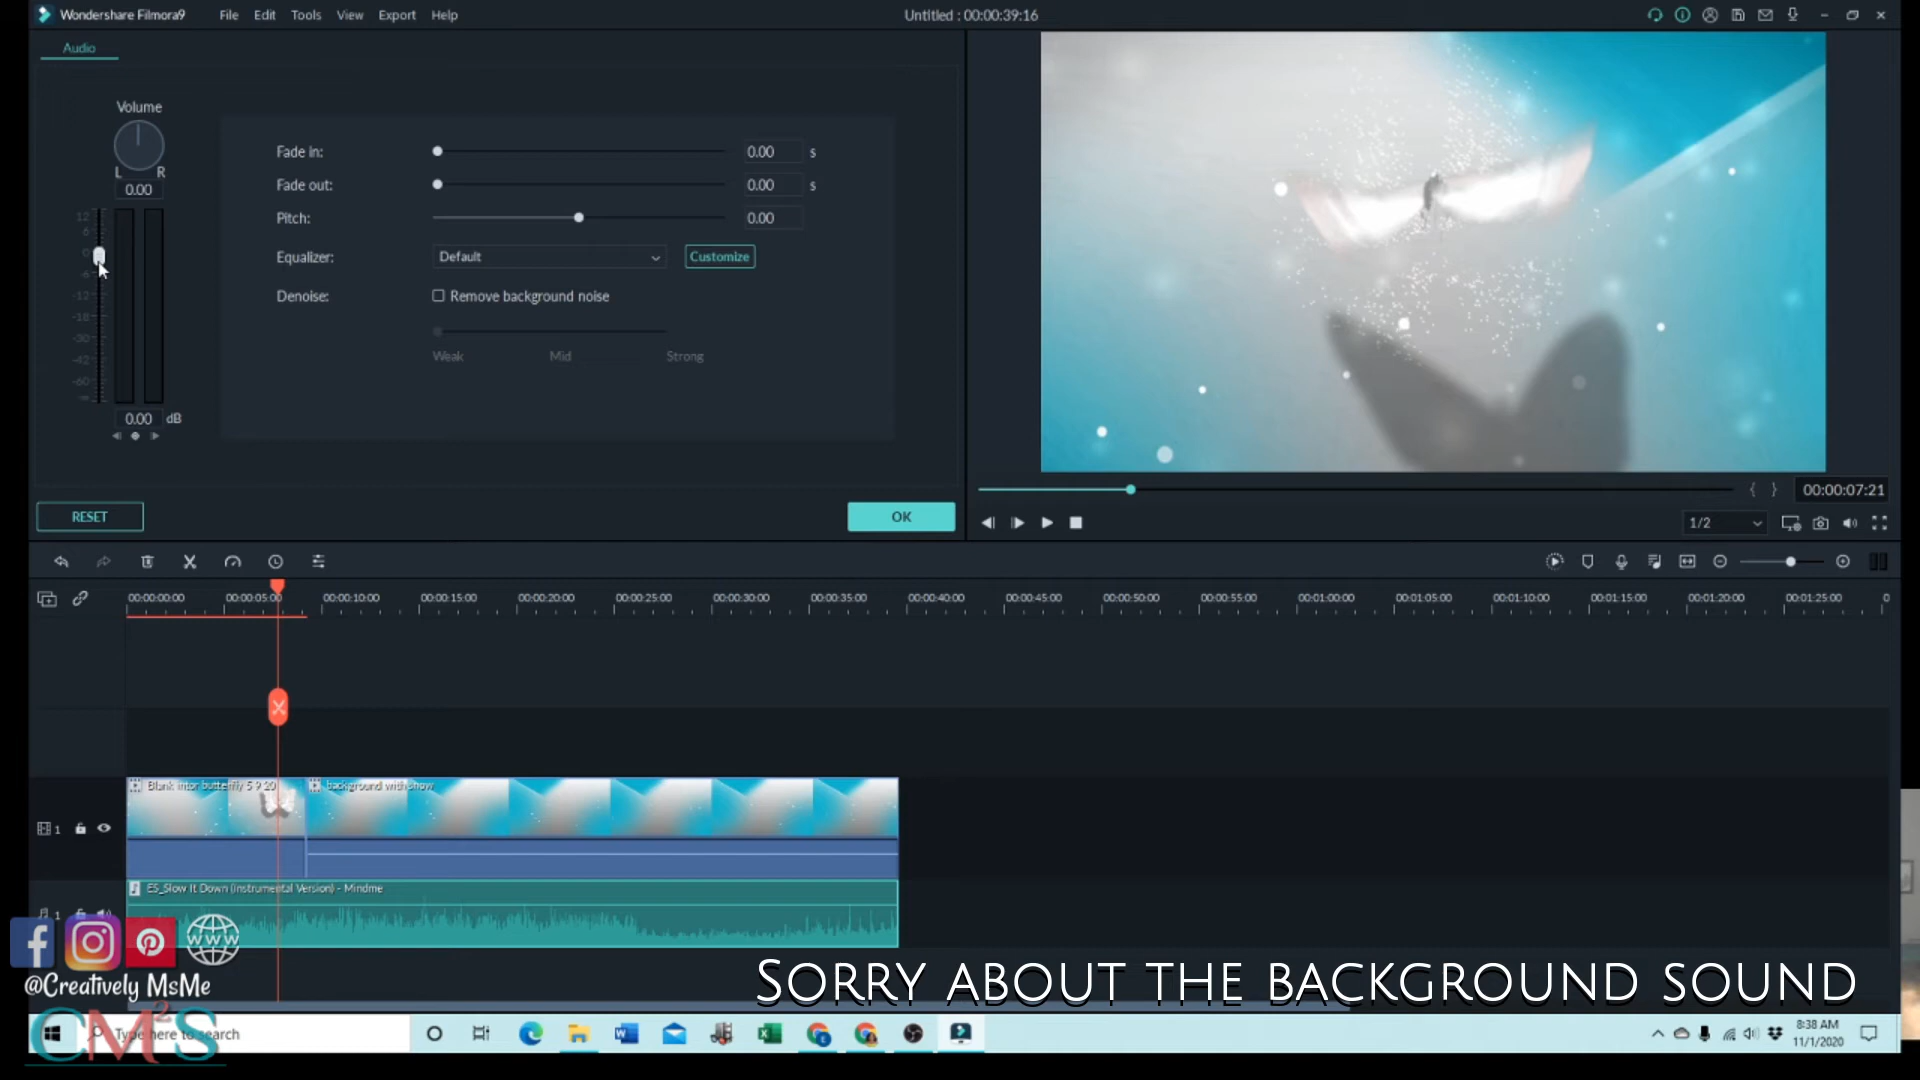 Wondershare Filmora9
File Edit Tools View Export Help
Untitled : 00:00:39:16
Audio
Volume
L R
0.00
12
6
0
-6
-12
-18
-30
-42
-60
-∞
0.00 dB
Fade in: 0.00 s
Fade out: 0.00 s
Pitch: 0.00
Equalizer: Default Customize
Denoise: Remove background noise
Weak Mid Strong
RESET
OK
{ } 00:00:07:21
1/2
00:00:00:00 00:00:05:00 00:00:10:00 00:00:15:00 00:00:20:00 00:00:25:00 00:00:30:00 00:00:35:00 00:00:40:00 00:00:45:00 00:00:50:00 00:00:55:00 00:01:00:00 00:01:05:00 00:01:10:00 00:01:15:00 00:01:20:00 00:01:25:00 0
Blank intor butterfly 5 9 20
background with snow
1
ES_Slow It Down (Instrumental Version) - Mindme
1
www
@Creatively MsMe
Sorry about the background sound
CM²S
Type here to search
8:38 AM
11/1/2020